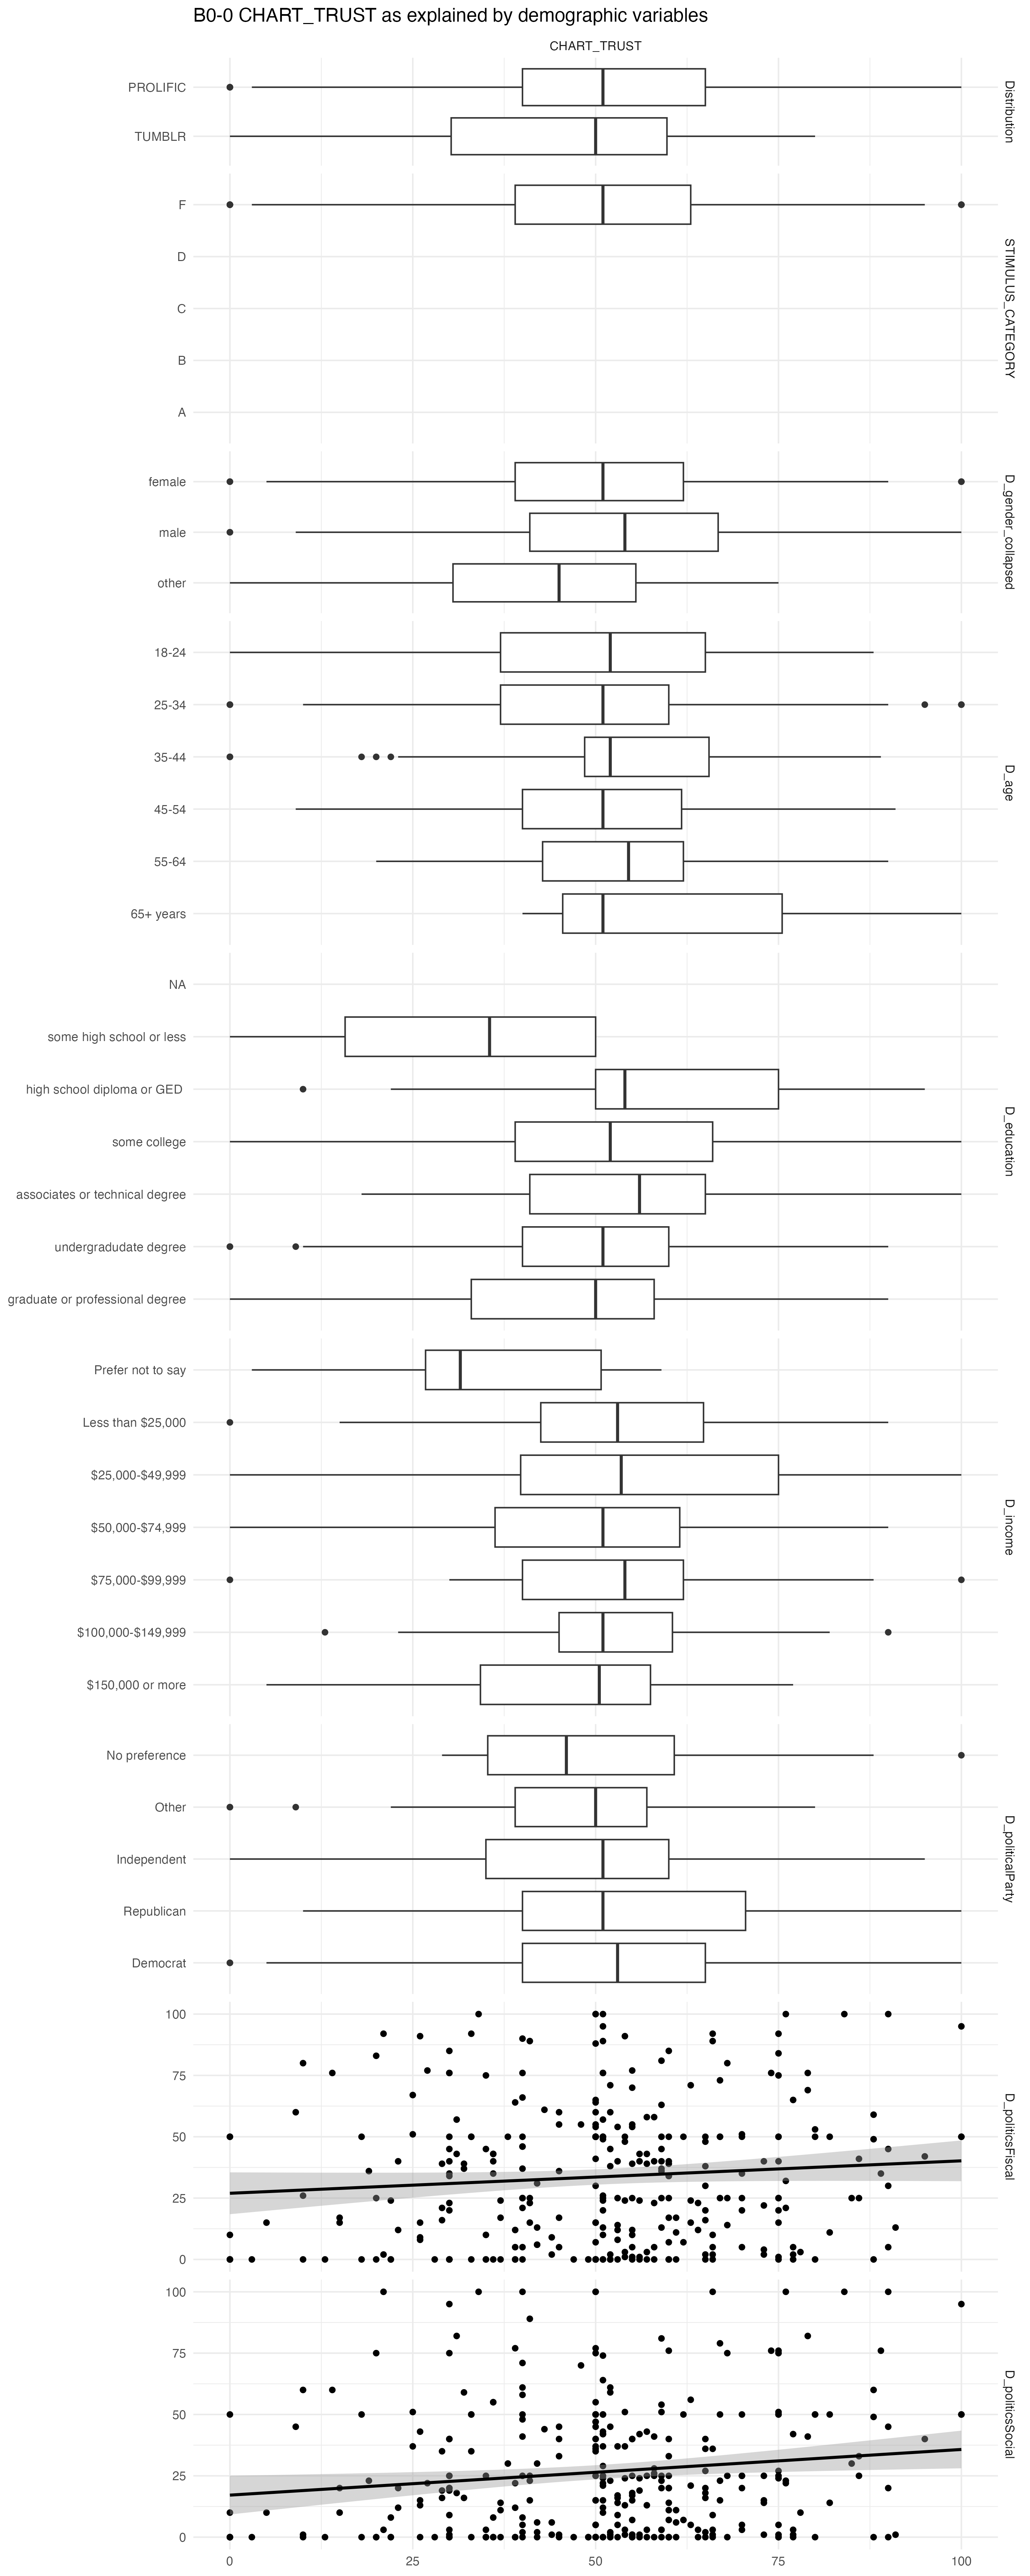 B0-0 CHART_TRUST as explained by demographic variables
CHART_TRUST
PROLIFIC
TUMBLR
Distribution
F
D
C
B
A
STIMULUS_CATEGORY
female
male
other
D_gender_collapsed
18-24
25-34
35-44
45-54
55-64
65+ years
D_age
NA
some high school or less
high school diploma or GED
some college
associates or technical degree
undergradudate degree
graduate or professional degree
D_education
Prefer not to say
Less than $25,000
$25,000-$49,999
$50,000-$74,999
$75,000-$99,999
$100,000-$149,999
$150,000 or more
D_income
No preference
Other
Independent
Republican
Democrat
D_politicalParty
100
75
50
25
0
D_politicsFiscal
100
75
50
25
0
D_politicsSocial
0 25 50 75 100